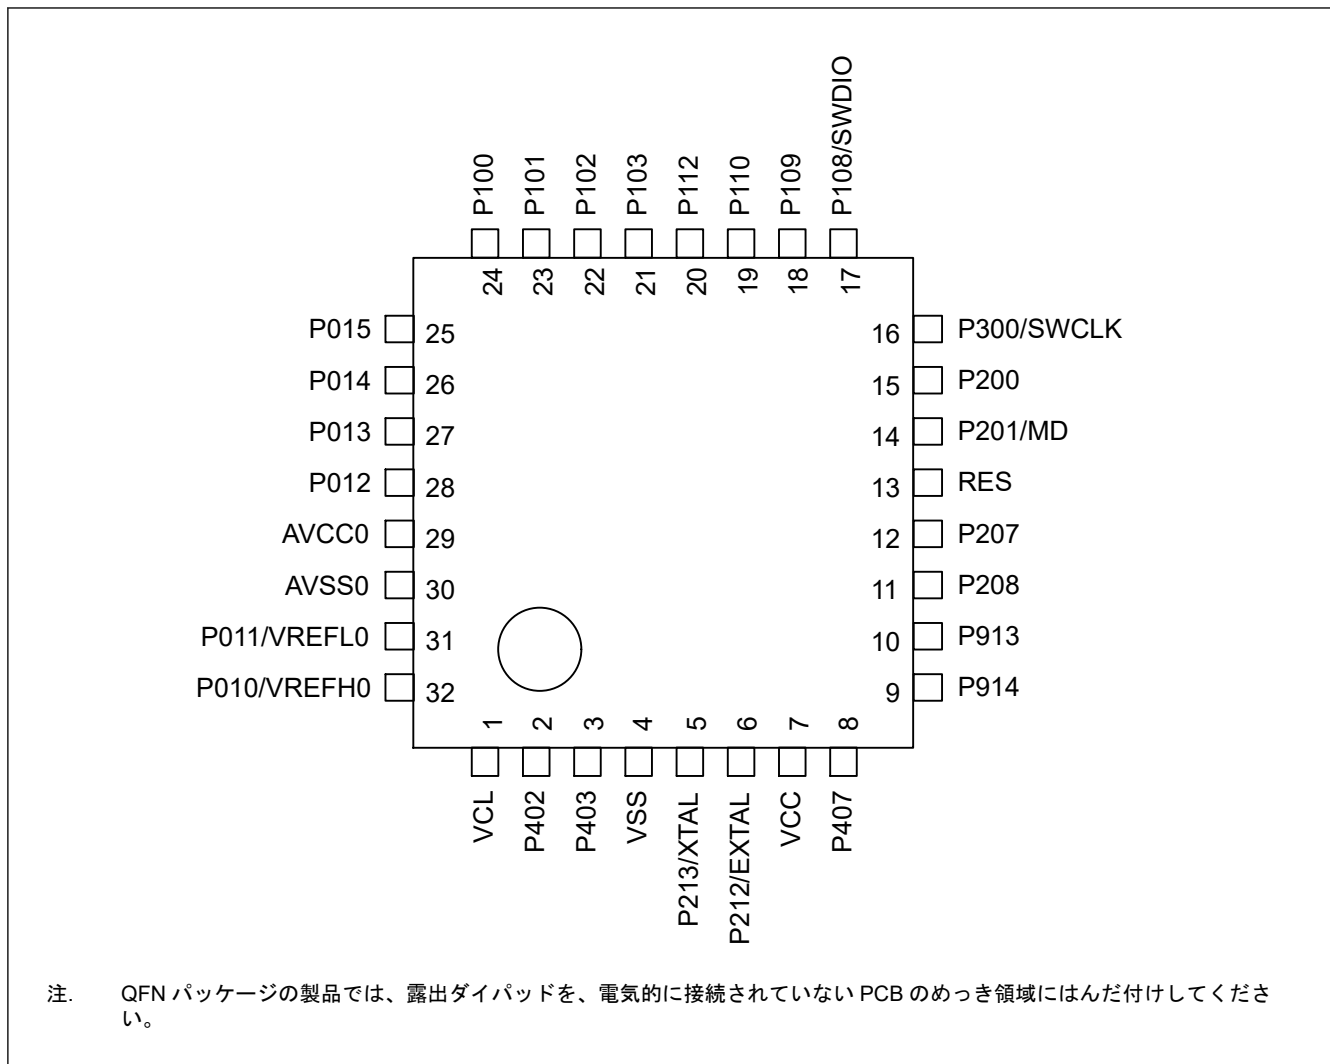 P100
P101
P102
P103
P112
P110
P109
P108/SWDIO
24
23
22
21
20
19
18
17
P015 25
P014 26
P013 27
P012 28
AVCC0 29
AVSS0 30
P011/VREFL0 31
P010/VREFH0 32
16 P300/SWCLK
15 P200
14 P201/MD
13 RES
12 P207
11 P208
10 P913
9 P914
1
2
3
4
5
6
7
8
VCL
P402
P403
VSS
P213/XTAL
P212/EXTAL
VCC
P407
注. QFN パッケージの製品では、露出ダイパッドを、電気的に接続されていない PCB のめっき領域にはんだ付けしてくださ
い。